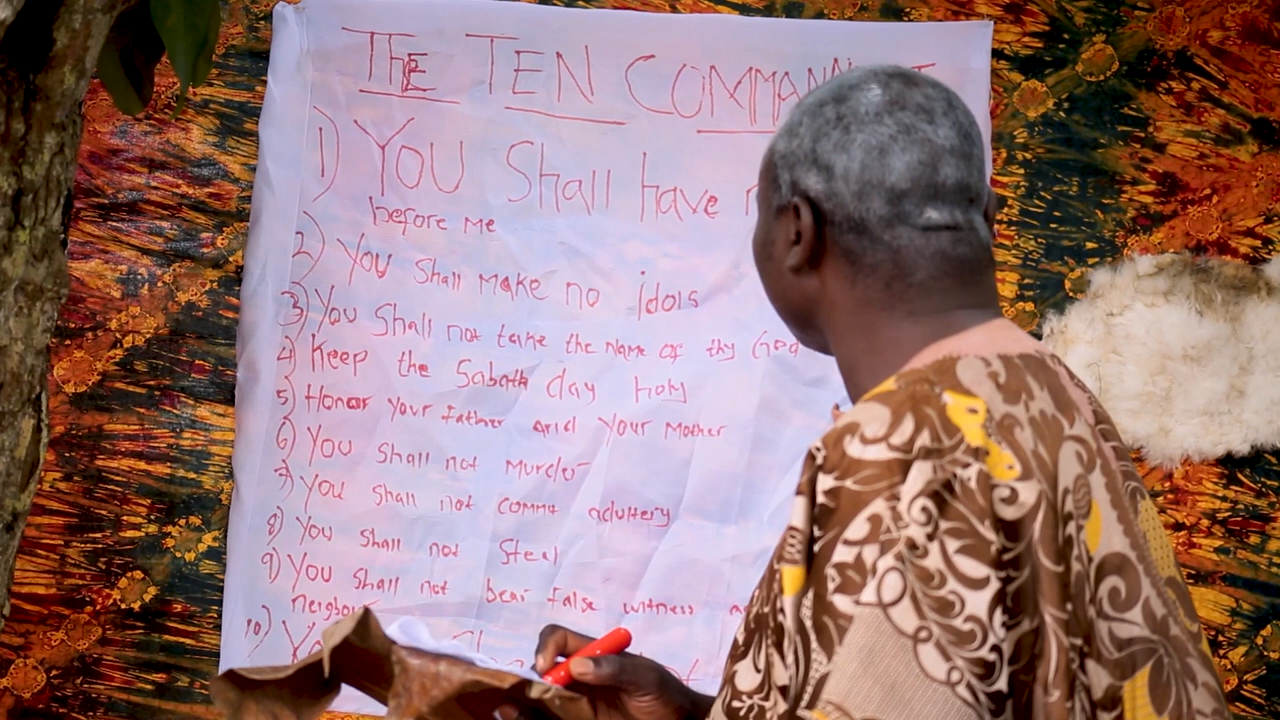 The TEN COMMAN
1) YOU Shall have
before Me
2) You Shall Make no idols
3) You Shall not take the Name of thy God
4) Keep the Sabath day holy
5) Honor your father and your Mother
6) You shall not Murder
7) You shall not commit adultery
8) You shall not Steal
9) You shall not bear false witness
neighbour
10)